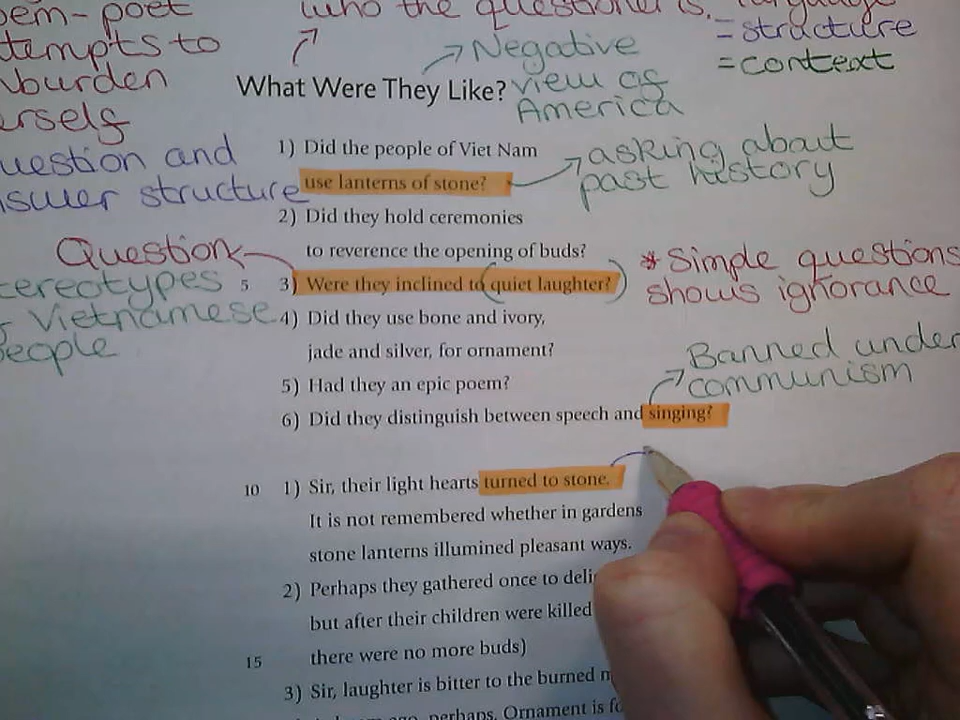 poet
who the questioner is.
tempts to
burden
= structure
= context
Negative
view of
America
What Were They Like?
and
structure
1) Did the people of Viet Nam
use lanterns of stone?
asking about
past history
2) Did they hold ceremonies
to reverence the opening of buds?
Question
5 3) Were they inclined to (quiet laughter?)
* Simple questions
shows ignorance
Vietnamese
4) Did they use bone and ivory,
jade and silver, for ornament?
Banned under
communism
5) Had they an epic poem?
6) Did they distinguish between speech and singing?
10 1) Sir, their light hearts turned to stone.
It is not remembered whether in gardens
stone lanterns illumined pleasant ways.
2) Perhaps they gathered once to
but after their children were killed
15 there were no more buds)
3) Sir, laughter is bitter to the burned
ago, perhaps. Ornament is